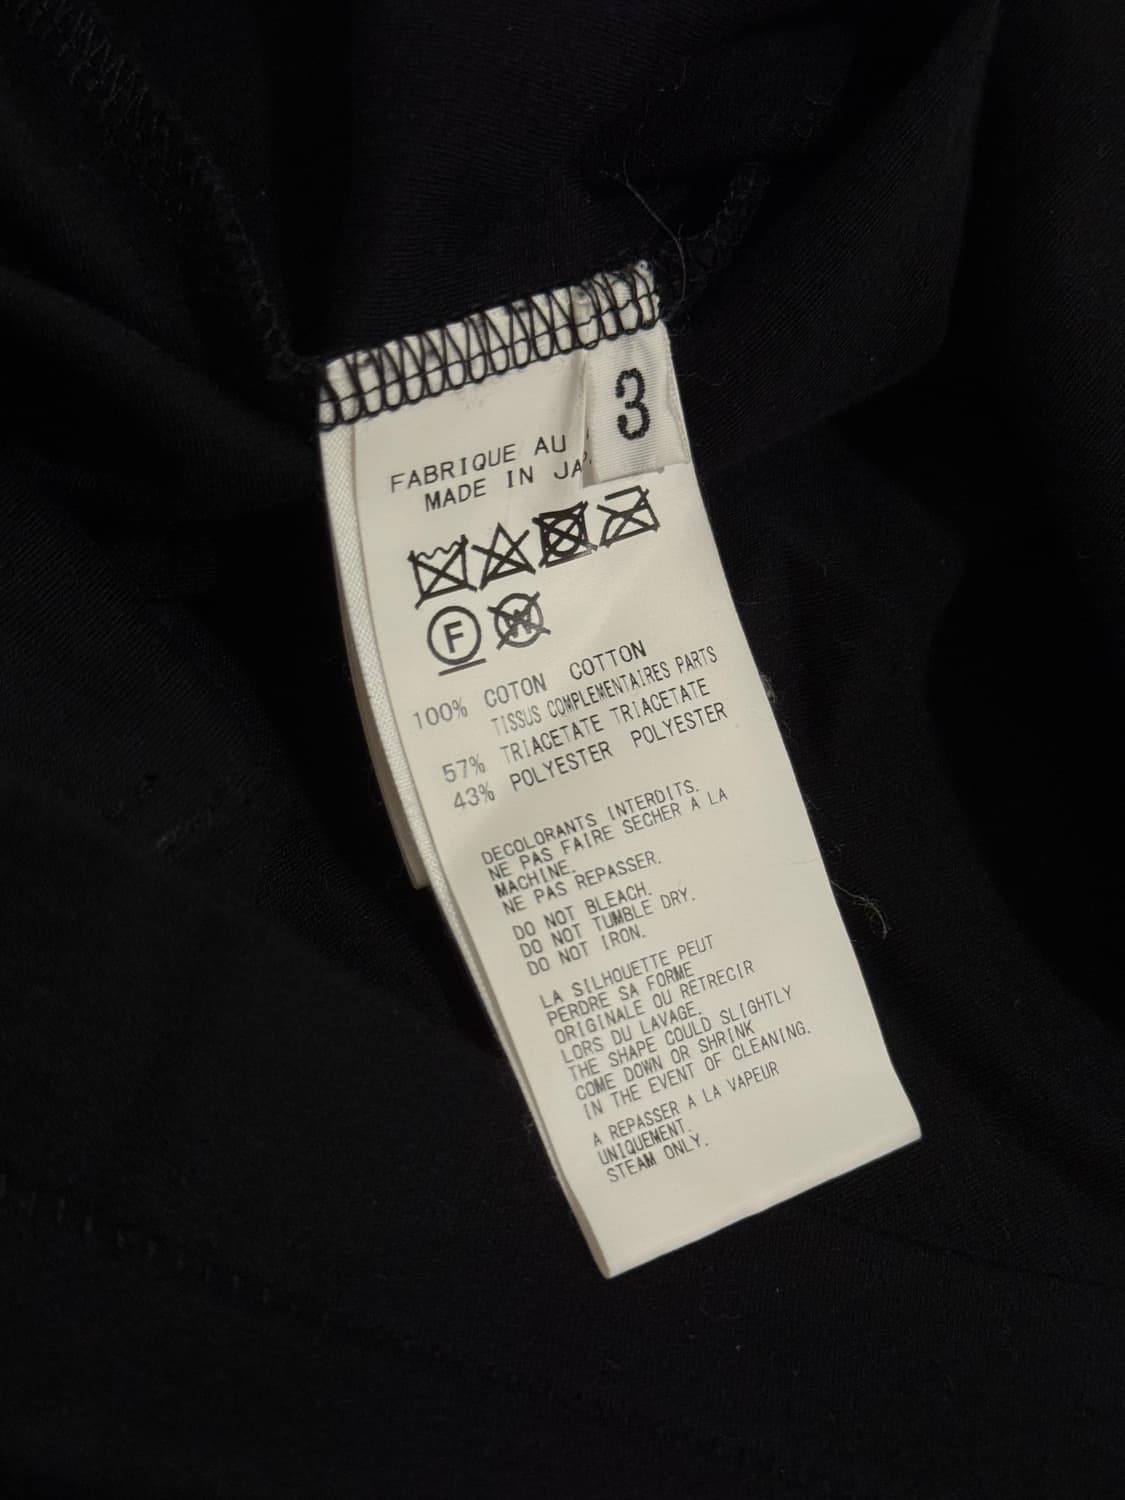 3
FABRIQUE AU
MADE IN
F
W
100% COTON COTTON
TISSUS COMPLEMENTAIRES PARTS
57% TRIACETATE TRIACETATE
43% POLYESTER POLYESTER
DECOLORANTS INTERDITS.
NE PAS FAIRE SECHER A LA
MACHINE.
NE PAS REPASSER.
DO NOT BLEACH.
DO NOT TUMBLE DRY.
DO NOT IRON.
LA SILHOUETTE PEUT
PERDRE SA FORME
ORIGINALE OU RETRECIR
LORS DU LAVAGE.
THE SHAPE COULD SLIGHTLY
COME DOWN OR SHRINK
IN THE EVENT OF CLEANING.
A REPASSER A LA VAPEUR
UNIQUEMENT.
STEAM ONLY.